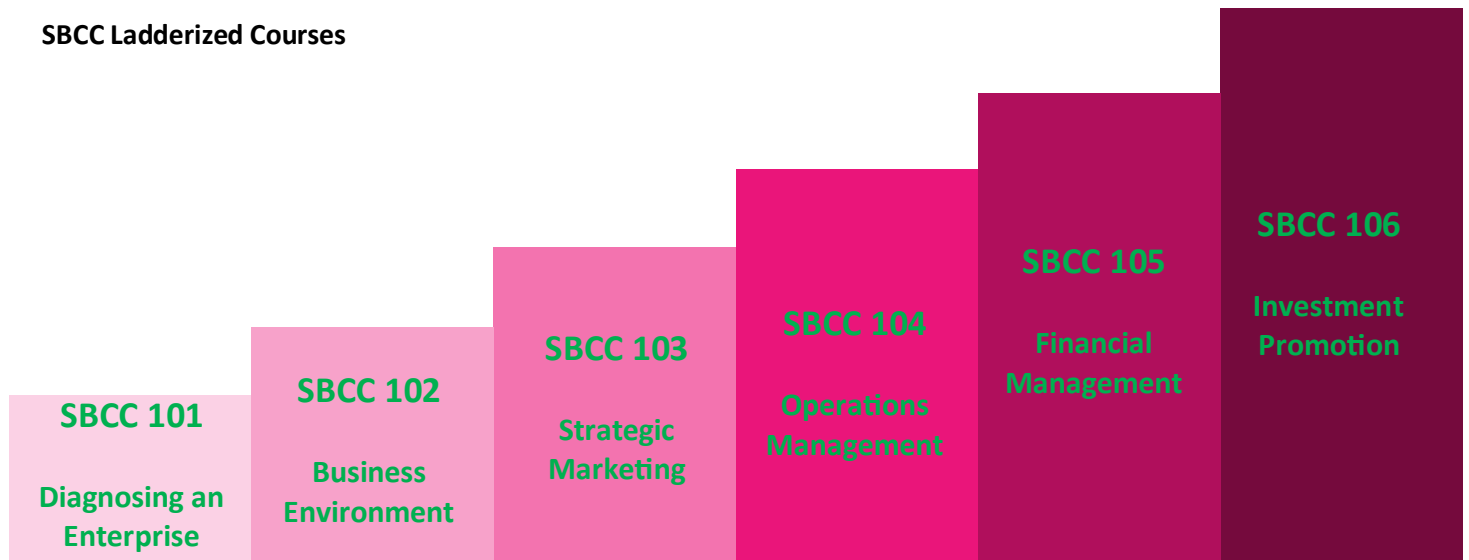 SBCC Ladderized Courses
SBCC 101
Diagnosing an
Enterprise
SBCC 102
Business
Environment
SBCC 103
Strategic
Marketing
SBCC 104
Operations
Management
SBCC 105
Financial
Management
SBCC 106
Investment
Promotion